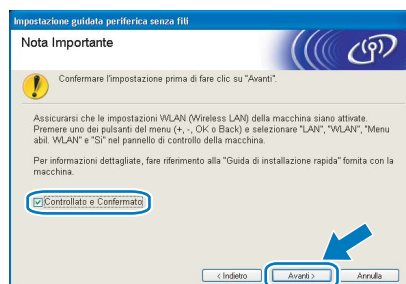 Impostazione guidata periferica senza fili
Nota Importante
Confermare l'impostazione prima di fare clic su "Avanti".
Assicurarsi che le impostazioni WLAN (Wireless LAN) della macchina siano attivate.
Premere uno dei pulsanti del menu (+, -, OK o Back) e selezionare "LAN", "WLAN", "Menu
abil. WLAN" e "Sì" nel pannello di controllo della macchina.
Per informazioni dettagliate, fare riferimento alla "Guida di installazione rapida" fornita con la
macchina.
Controllato e Confermato
< Indietro
Avanti >
Annulla